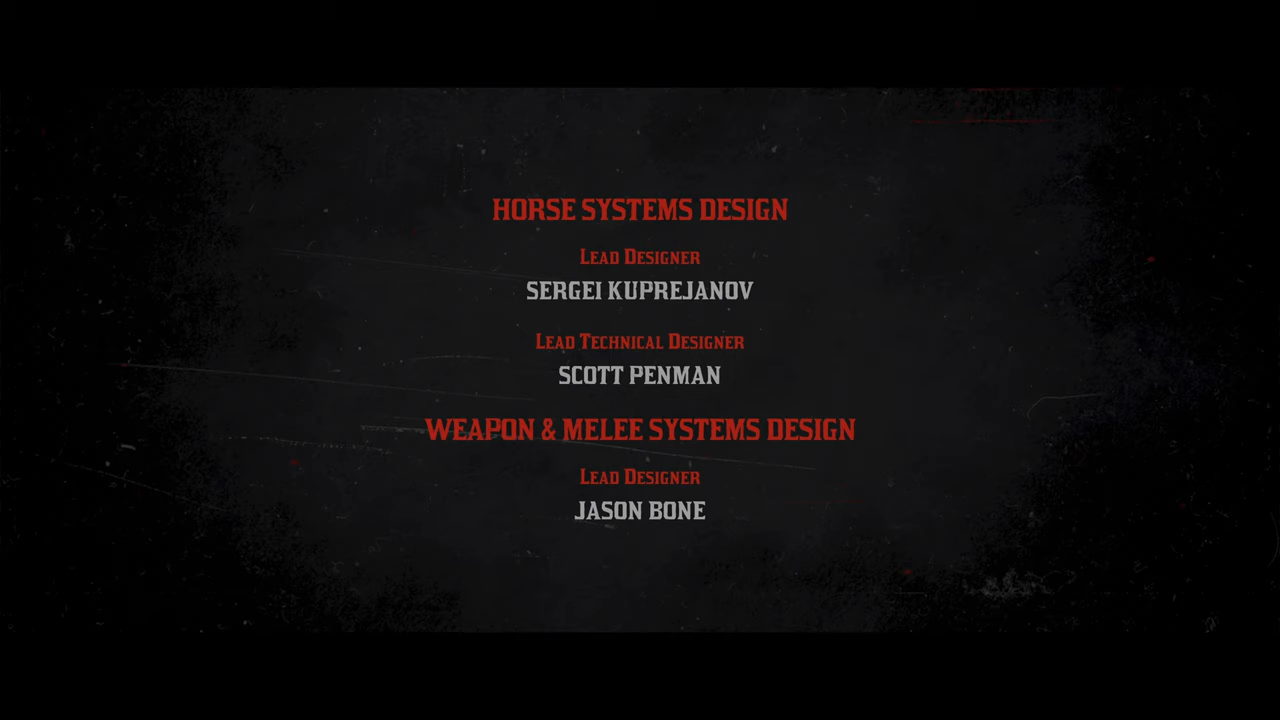 HORSE SYSTEMS DESIGN
LEAD DESIGNER
SERGEI KUPREJANOV
LEAD TECHNICAL DESIGNER
SCOTT PENMAN
WEAPON & MELEE SYSTEMS DESIGN
LEAD DESIGNER
JASON BONE